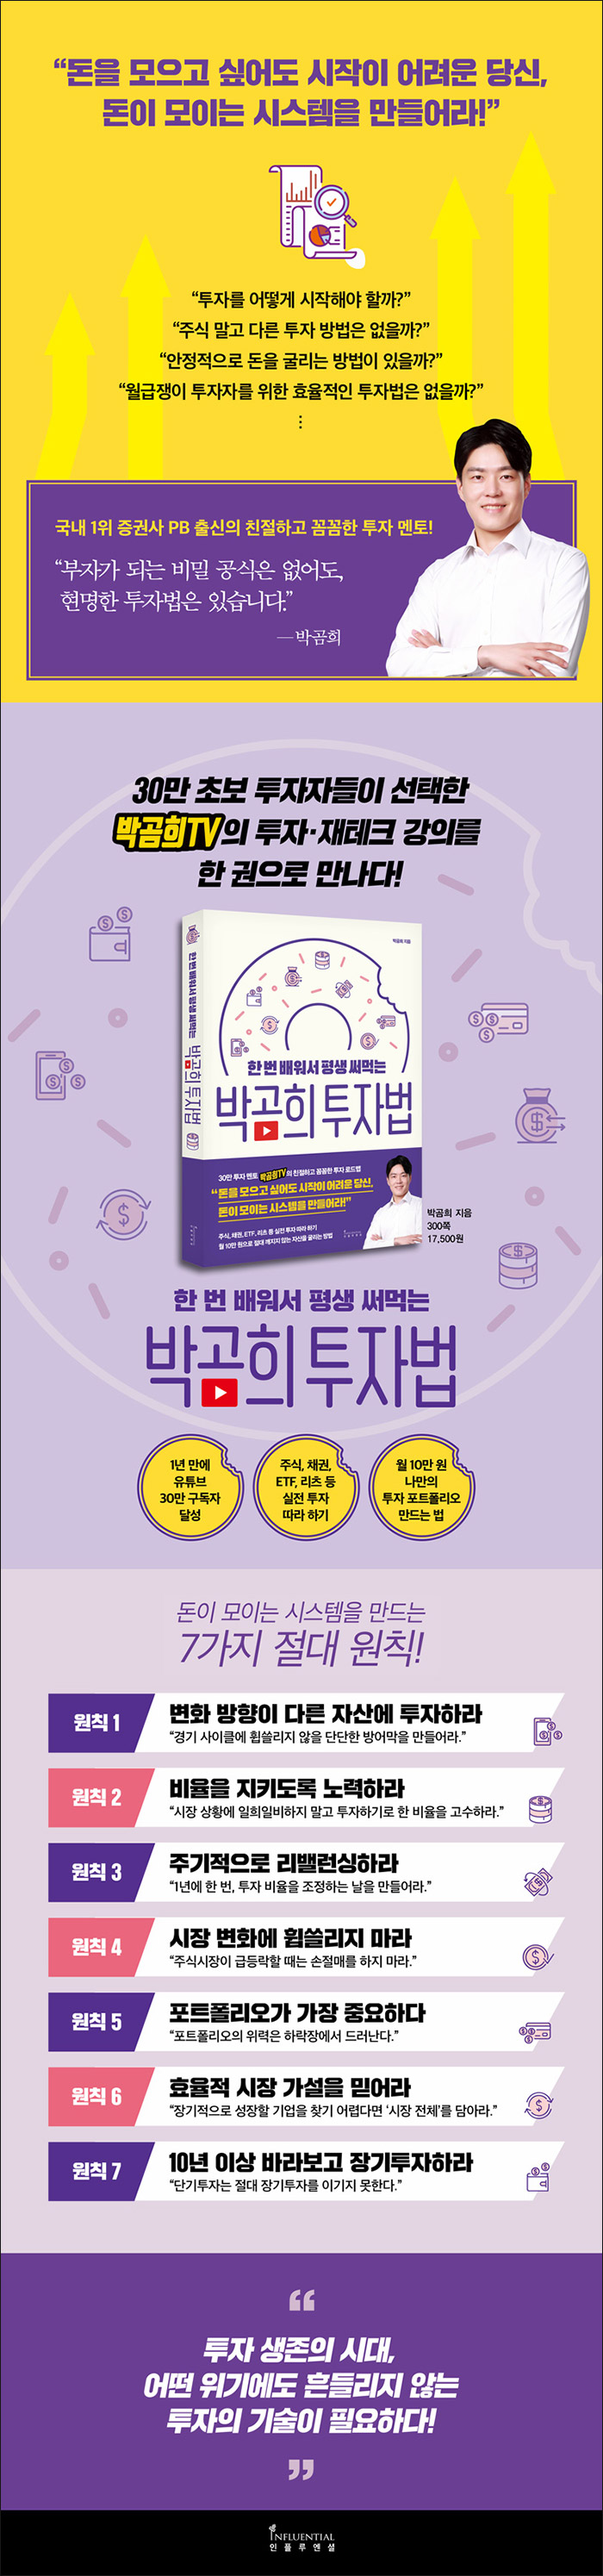 “돈을 모으고 싶어도 시작이 어려운 당신,
돈이 모이는 시스템을 만들어라!”
“투자를 어떻게 시작해야 할까?”
“주식 말고 다른 투자 방법은 없을까?”
“안정적으로 돈을 굴리는 방법이 있을까?”
“월급쟁이 투자자를 위한 효율적인 투자법은 없을까?”
⋮
국내 1위 증권사 PB 출신의 친절하고 꼼꼼한 투자 멘토!
“부자가 되는 비밀 공식은 없어도,
현명한 투자법은 있습니다.”
—박곰희
30만 초보 투자자들이 선택한
박곰희TV의 투자·재테크 강의를
한 권으로 만나다!
박곰희 지음
한 번 배워서 평생 써먹는
박곰희 투자법
한 번 배워서 평생 써먹는
박곰희 투자법
30만 투자 멘토 박곰희TV의 친절하고 꼼꼼한 투자 로드맵
“돈을 모으고 싶어도 시작이 어려운 당신,
돈이 모이는 시스템을 만들어라!”
주식, 채권, ETF, 리츠 등 실전 투자 따라 하기
월 10만 원으로 절대 깨지지 않는 자산을 굴리는 방법
박곰희 지음
300쪽
17,500원
한 번 배워서 평생 써먹는
박곰희 투자법
1년 만에
유튜브
30만 구독자
달성
주식, 채권,
ETF, 리츠 등
실전 투자
따라 하기
월 10만 원
나만의
투자 포트폴리오
만드는 법
돈이 모이는 시스템을 만드는
7가지 절대 원칙!
원칙 1
변화 방향이 다른 자산에 투자하라
“경기 사이클에 휩쓸리지 않을 단단한 방어막을 만들어라.”
원칙 2
비율을 지키도록 노력하라
“시장 상황에 일희일비하지 말고 투자하기로 한 비율을 고수하라.”
원칙 3
주기적으로 리밸런싱하라
“1년에 한 번, 투자 비율을 조정하는 날을 만들어라.”
원칙 4
시장 변화에 휩쓸리지 마라
“주식시장이 급등락할 때는 손절매를 하지 마라.”
원칙 5
포트폴리오가 가장 중요하다
“포트폴리오의 위력은 하락장에서 드러난다.”
원칙 6
효율적 시장 가설을 믿어라
“장기적으로 성장할 기업을 찾기 어렵다면 ‘시장 전체’를 담아라.”
원칙 7
10년 이상 바라보고 장기투자하라
“단기투자는 절대 장기투자를 이기지 못한다.”
“
투자 생존의 시대,
어떤 위기에도 흔들리지 않는
투자의 기술이 필요하다!
”
INFLUENTIAL
인플루엔셜